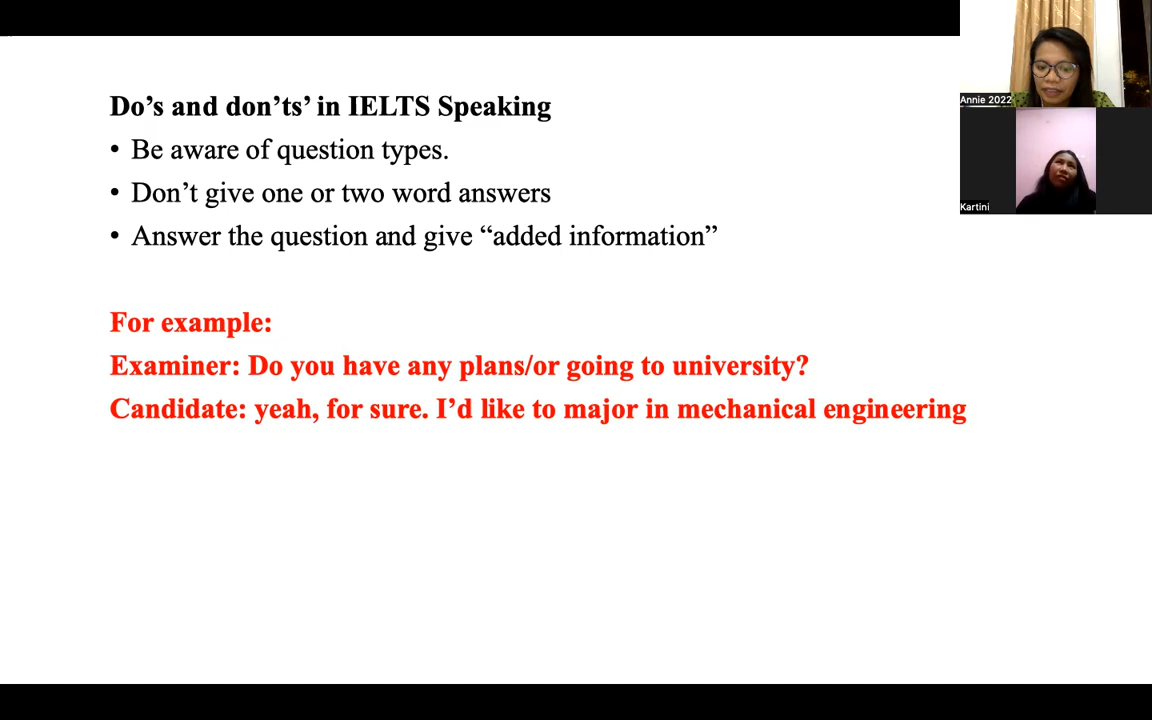 Do’s and don’ts’ in IELTS Speaking
• Be aware of question types.
• Don’t give one or two word answers
• Answer the question and give “added information”
For example:
Examiner: Do you have any plans/or going to university?
Candidate: yeah, for sure. I’d like to major in mechanical engineering
Annie 2022
Kartini